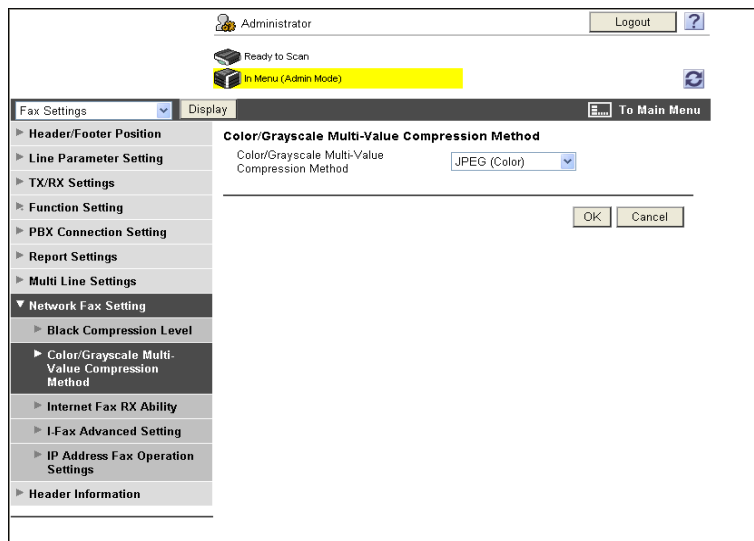 Administrator
Logout
?
Ready to Scan
In Menu (Admin Mode)
Fax Settings
Display
To Main Menu
Header/Footer Position
Line Parameter Setting
TX/RX Settings
Function Setting
PBX Connection Setting
Report Settings
Multi Line Settings
Network Fax Setting
Black Compression Level
Color/Grayscale Multi-
Value Compression
Method
Internet Fax RX Ability
I-Fax Advanced Setting
IP Address Fax Operation
Settings
Header Information
Color/Grayscale Multi-Value Compression Method
Color/Grayscale Multi-Value
Compression Method
JPEG (Color)
OK
Cancel